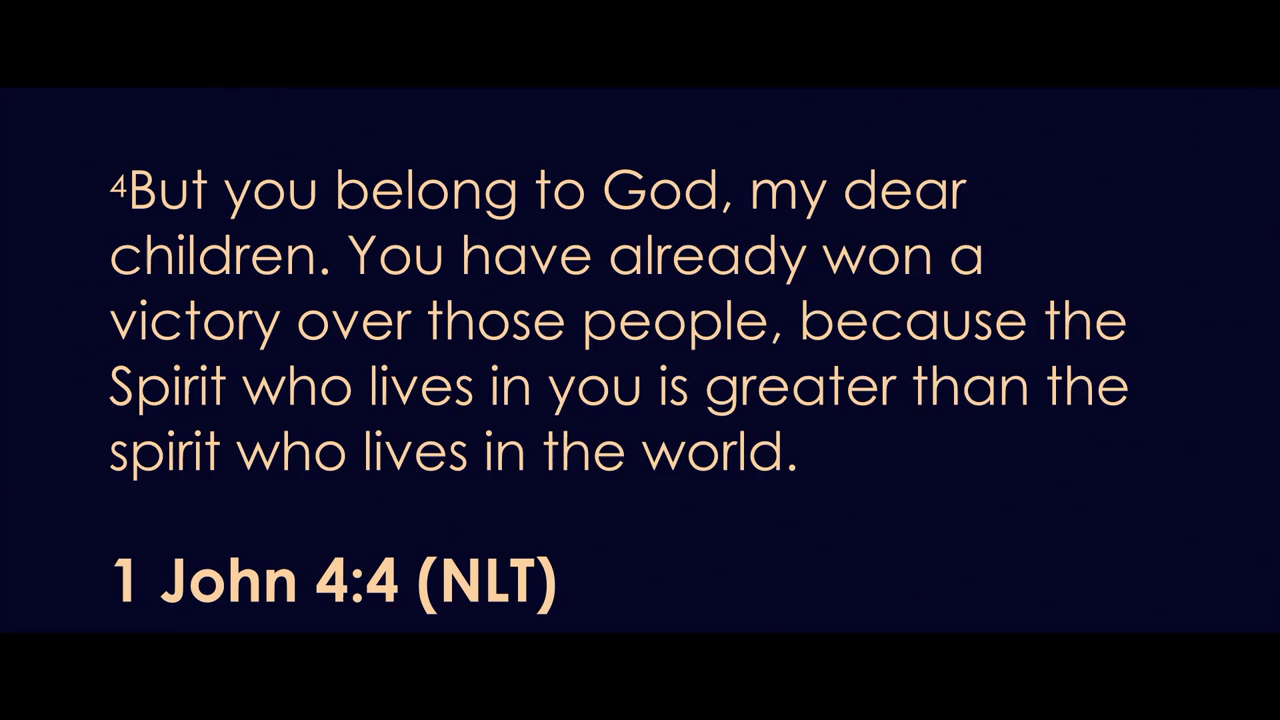 4But you belong to God, my dear
children. You have already won a
victory over those people, because the
Spirit who lives in you is greater than the
spirit who lives in the world.
1 John 4:4 (NLT)